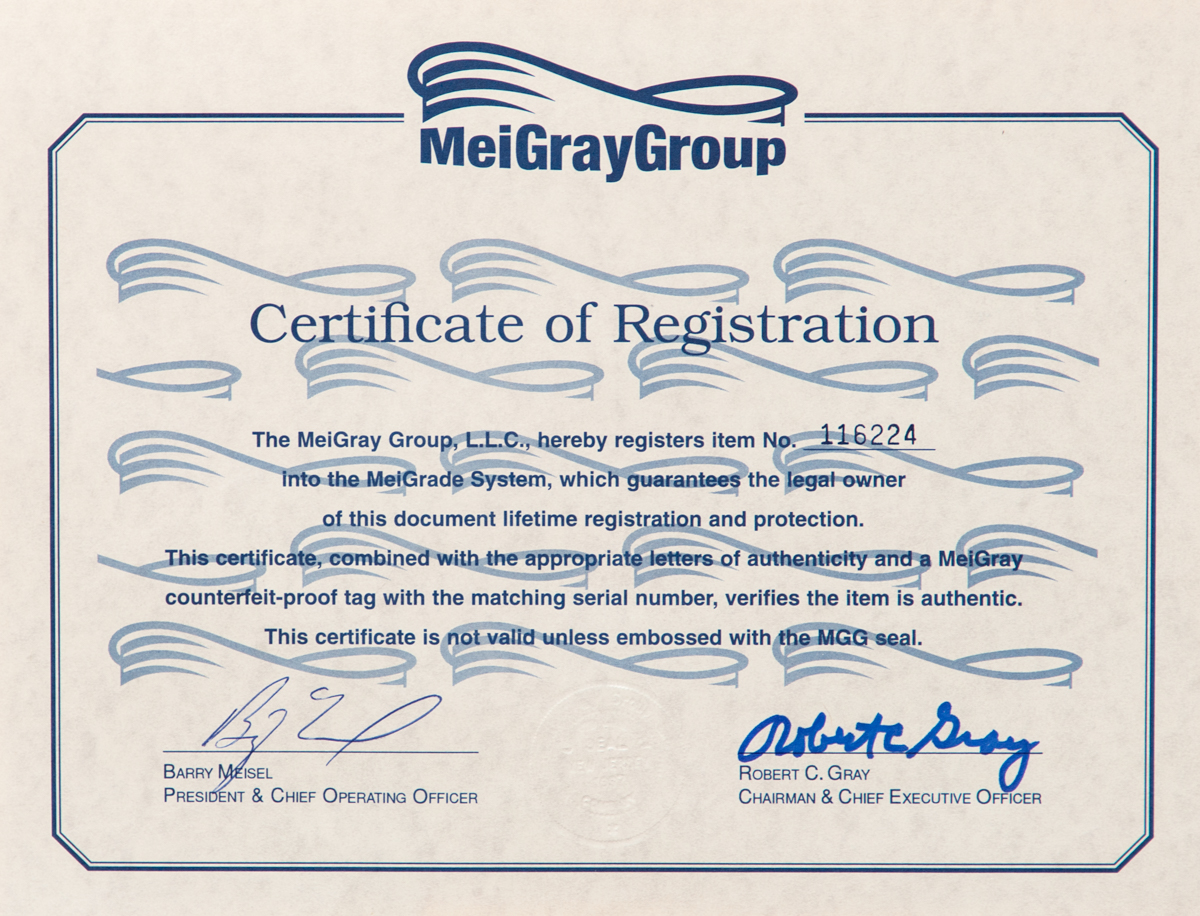 MeiGrayGroup
Certificate of Registration
The MeiGray Group, L.L.C., hereby registers item No. 116224
into the MeiGrade System, which guarantees the legal owner
of this document lifetime registration and protection.
This certificate, combined with the appropriate letters of authenticity and a MeiGray
counterfeit-proof tag with the matching serial number, verifies the item is authentic.
This certificate is not valid unless embossed with the MGG seal.
Robert C Gray
BARRY MEISEL
PRESIDENT & CHIEF OPERATING OFFICER
ROBERT C. GRAY
CHAIRMAN & CHIEF EXECUTIVE OFFICER